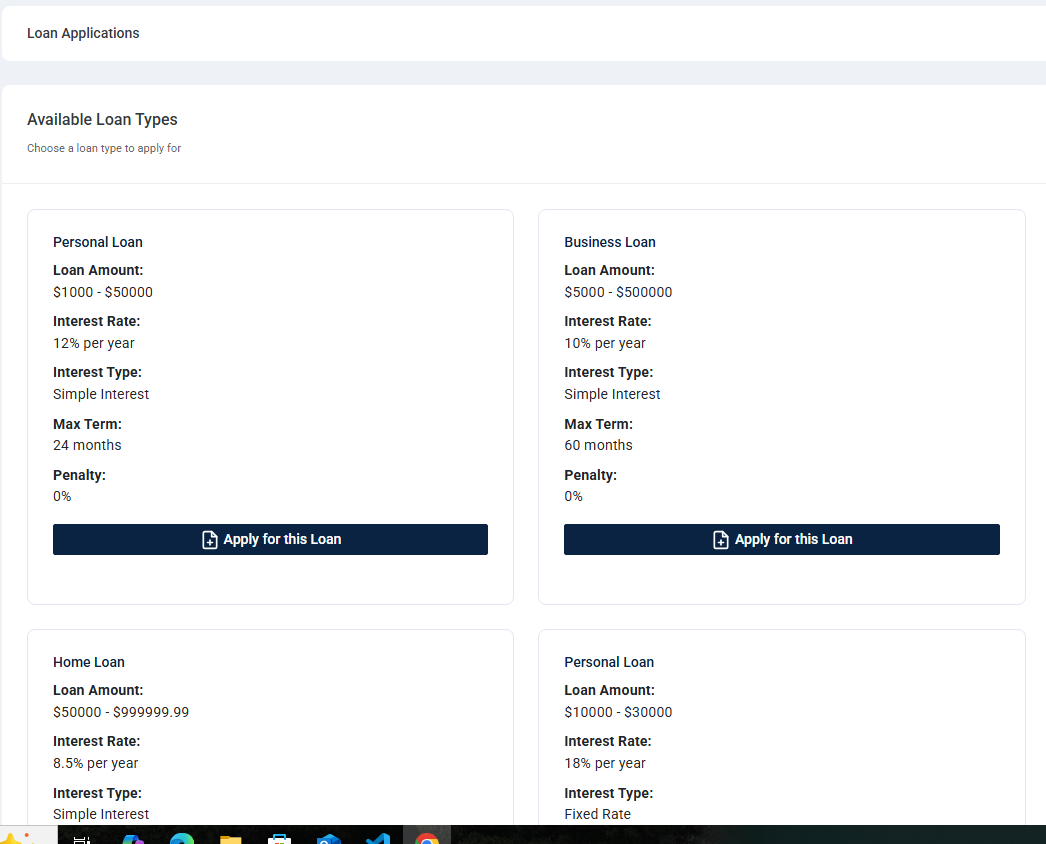 Loan Applications
Available Loan Types
Choose a loan type to apply for
Personal Loan
Loan Amount:
$1000 - $50000
Interest Rate:
12% per year
Interest Type:
Simple Interest
Max Term:
24 months
Penalty:
0%
Apply for this Loan
Business Loan
Loan Amount:
$5000 - $500000
Interest Rate:
10% per year
Interest Type:
Simple Interest
Max Term:
60 months
Penalty:
0%
Apply for this Loan
Home Loan
Loan Amount:
$50000 - $999999.99
Interest Rate:
8.5% per year
Interest Type:
Simple Interest
Personal Loan
Loan Amount:
$10000 - $30000
Interest Rate:
18% per year
Interest Type:
Fixed Rate